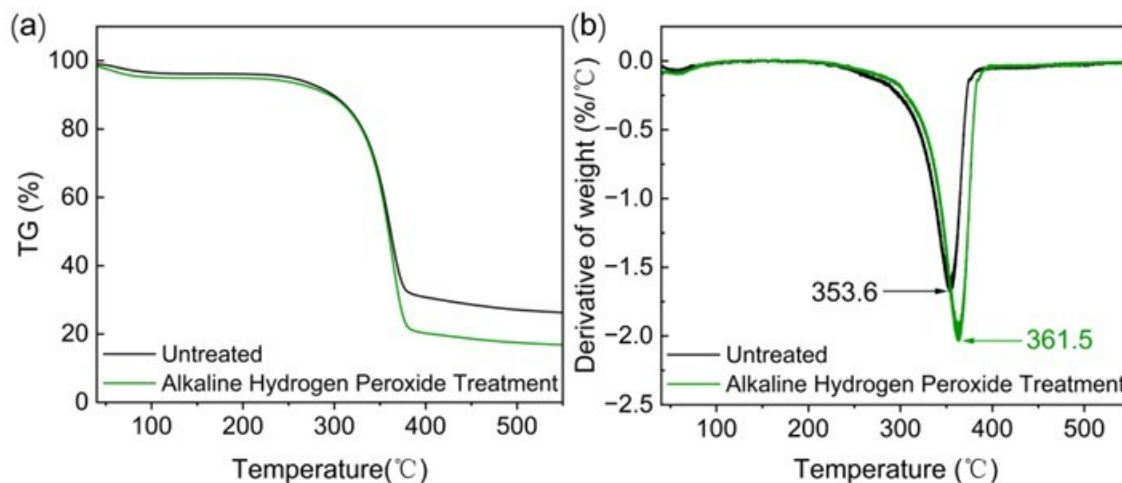 (a)
100
80
60
40
20
0
TG (%)
Untreated
Alkaline Hydrogen Peroxide Treatment
100 200 300 400 500
Temperature(℃)
(b)
0.0
−0.5
−1.0
−1.5
−2.0
−2.5
Derivative of weight (%/℃)
353.6
361.5
Untreated
Alkaline Hydrogen Peroxide Treatment
100 200 300 400 500
Temperature (℃)